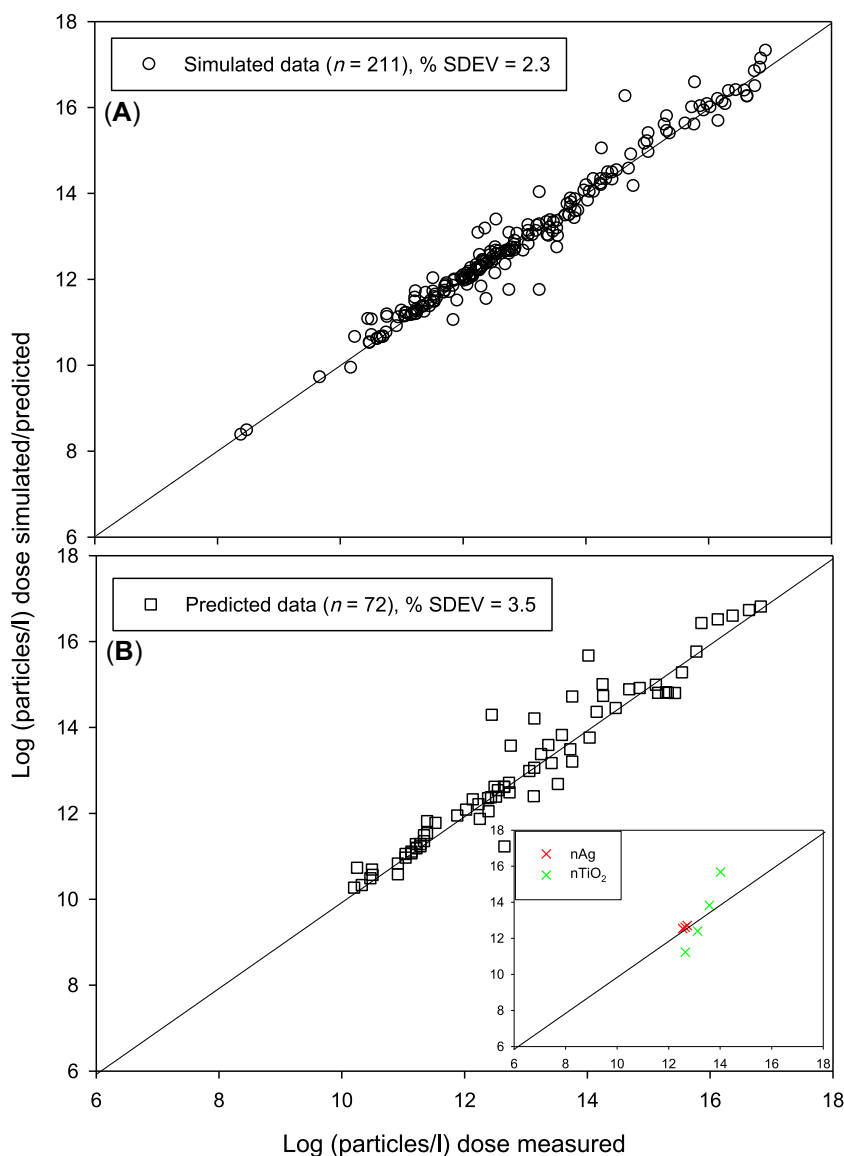 18
Simulated data (n = 211), % SDEV = 2.3
16
(A)
14
12
10
8
6
Log (particles/l) dose simulated/predicted
18
Predicted data (n = 72), % SDEV = 3.5
16
(B)
14
12
10
8
6
18
nAg
16
nTiO₂
14
12
10
8
6
6 8 10 12 14 16 18
6 8 10 12 14 16 18
Log (particles/l) dose measured